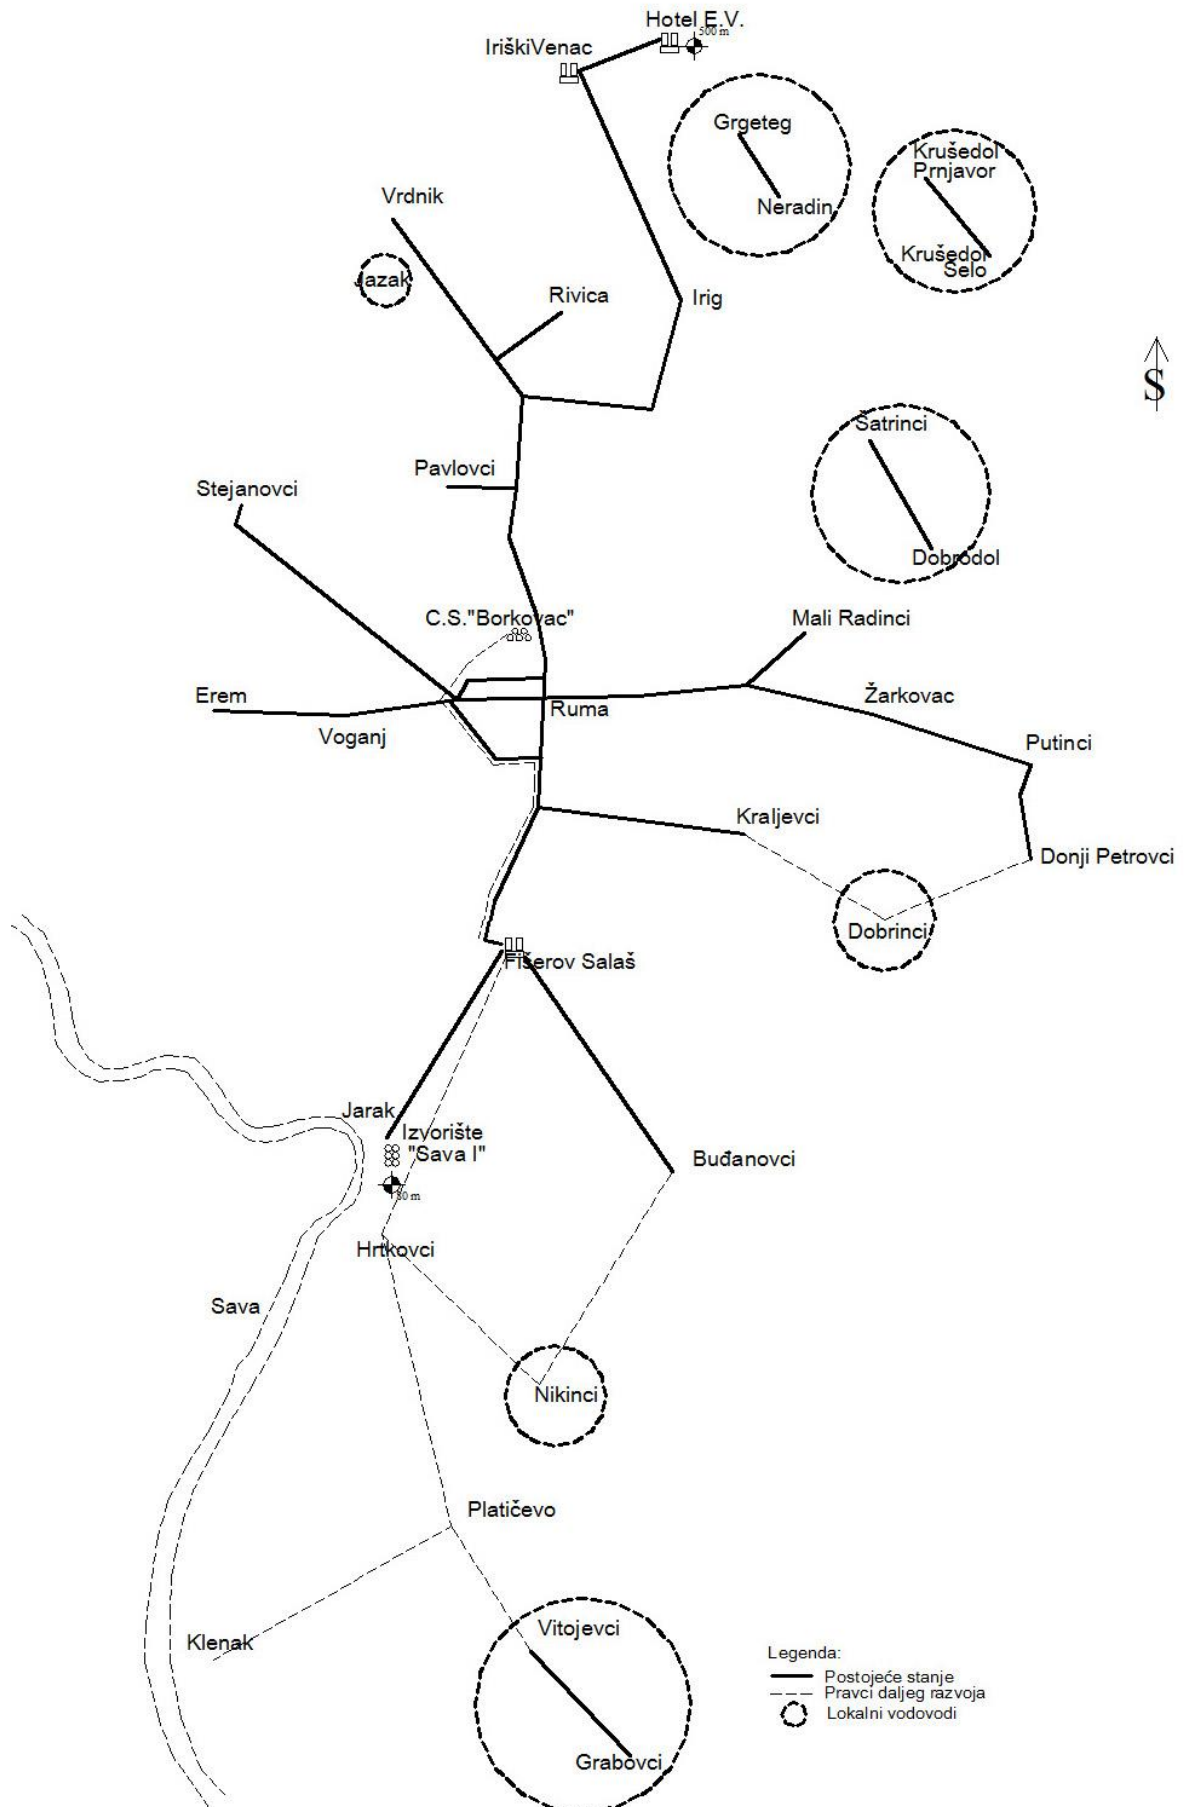 Hotel E.V.
500 m
IriškiVenac
Grgeteg
Krušedol
Prnjavor
Neradin
Vrdnik
Krušedol
Selo
Jazak
Rivica
Irig
S
Šatrinci
Pavlovci
Stejanovci
Dobrodol
C.S."Borkovac"
Mali Radinci
Erem
Žarkovac
Ruma
Voganj
Putinci
Kraljevci
Donji Petrovci
Dobrinci
Fišerov Salaš
Jarak
Izvorište
"Sava I"
Buđanovci
80 m
Hrtkovci
Sava
Nikinci
Platičevo
Vitojevci
Klenak
Grabovci
Legenda:
Postojeće stanje
Pravci daljeg razvoja
Lokalni vodovodi